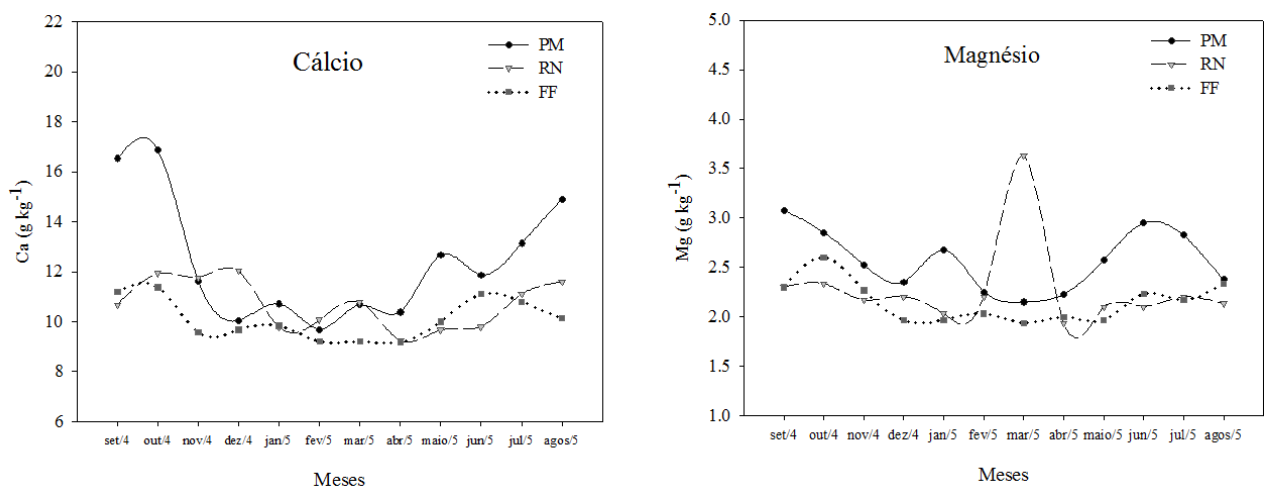 Cálcio
PM
RN
FF
22
20
18
16
14
12
10
8
6
Ca (g kg-1)
set/4 out/4 nov/4 dez/4 jan/5 fev/5 mar/5 abr/5 maio/5 jun/5 jul/5 agos/5
Meses
Magnésio
PM
RN
FF
5.0
4.5
4.0
3.5
3.0
2.5
2.0
1.5
1.0
Mg (g kg-1)
set/4 out/4 nov/4 dez/4 jan/5 fev/5 mar/5 abr/5 maio/5 jun/5 jul/5 agos/5
Meses